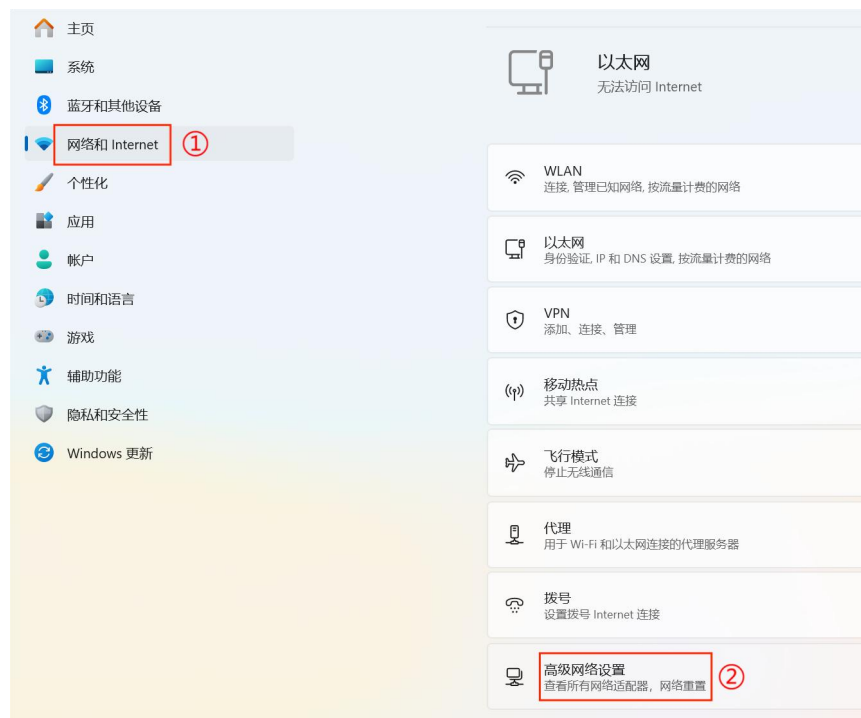 主页
系统
蓝牙和其他设备
网络和 Internet ①
个性化
应用
帐户
时间和语言
游戏
辅助功能
隐私和安全性
Windows 更新
以太网
无法访问 Internet
WLAN
连接, 管理已知网络, 按流量计费的网络
以太网
身份验证, IP 和 DNS 设置, 按流量计费的网络
VPN
添加、连接、管理
移动热点
共享 Internet 连接
飞行模式
停止无线通信
代理
用于 Wi-Fi 和以太网连接的代理服务器
拨号
设置拨号 Internet 连接
高级网络设置
查看所有网络适配器，网络重置 ②